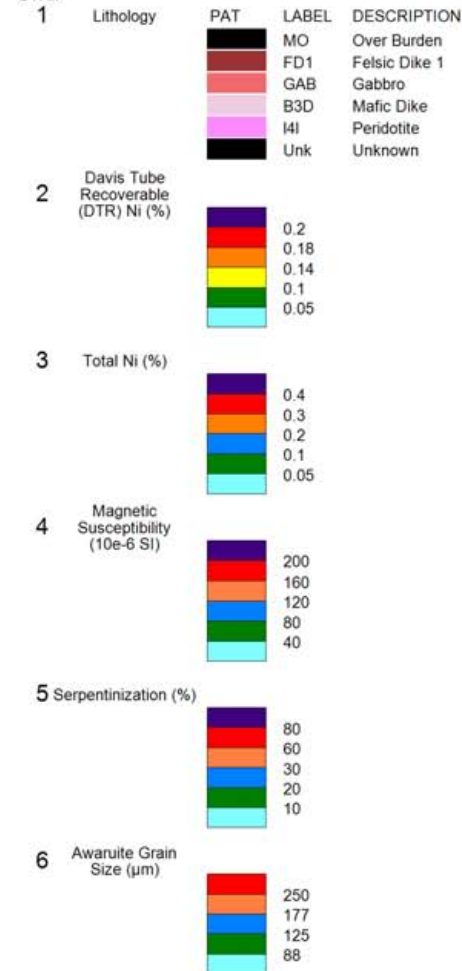 1 Lithology PAT LABEL DESCRIPTION
MO Over Burden
FD1 Felsic Dike 1
GAB Gabbro
B3D Mafic Dike
I4I Peridotite
Unk Unknown
2 Davis Tube
Recoverable
(DTR) Ni (%)
0.2
0.18
0.14
0.1
0.05
3 Total Ni (%)
0.4
0.3
0.2
0.1
0.05
4 Magnetic
Susceptibility
(10e-6 SI)
200
160
120
80
40
5 Serpentinization (%)
80
60
30
20
10
6 Awaruite Grain
Size (µm)
250
177
125
88